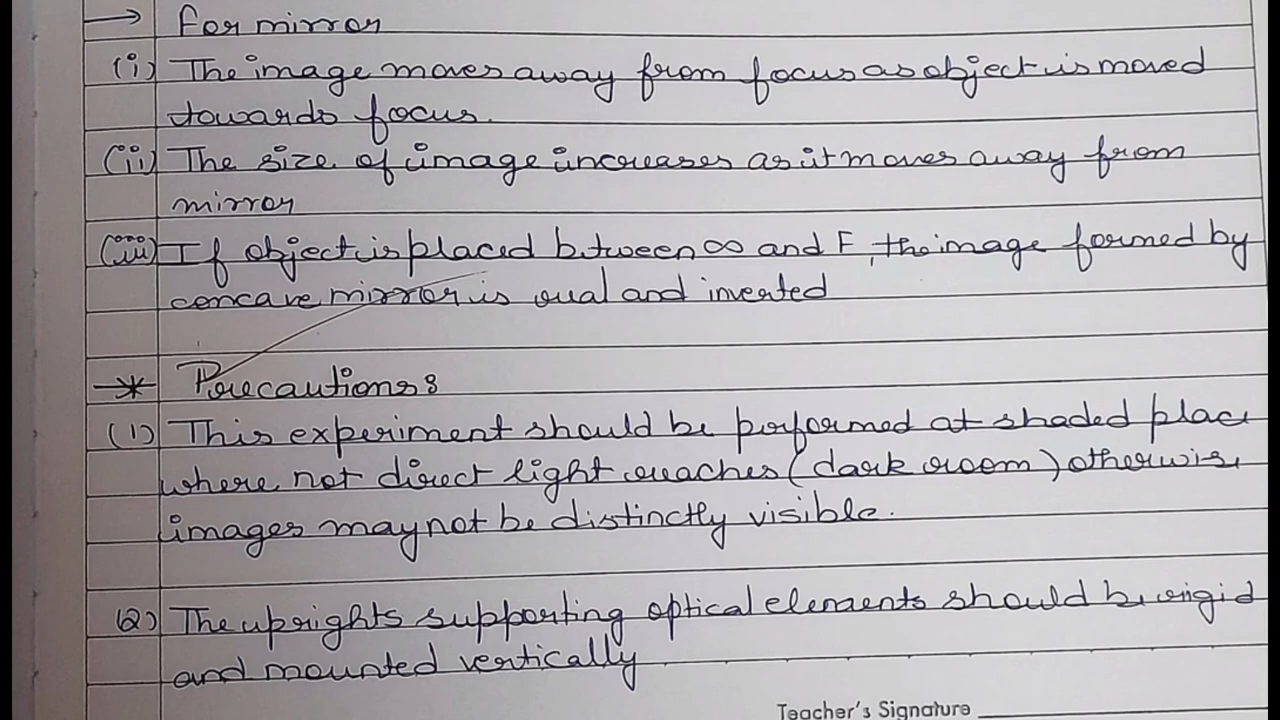 → For mirror
(i) The image moves away from focus as object is moved
towards focus.
(ii) The size of image increases as it moves away from
mirror
(iii) If object is placed between ∞ and F, the image formed by
concave mirror is real and inverted
* Precautions:
(1) This experiment should be performed at shaded place
where not direct light reaches (dark room) otherwise
images may not be distinctly visible.
(2) The uprights supporting optical elements should be rigid
and mounted vertically
Teacher's Signature